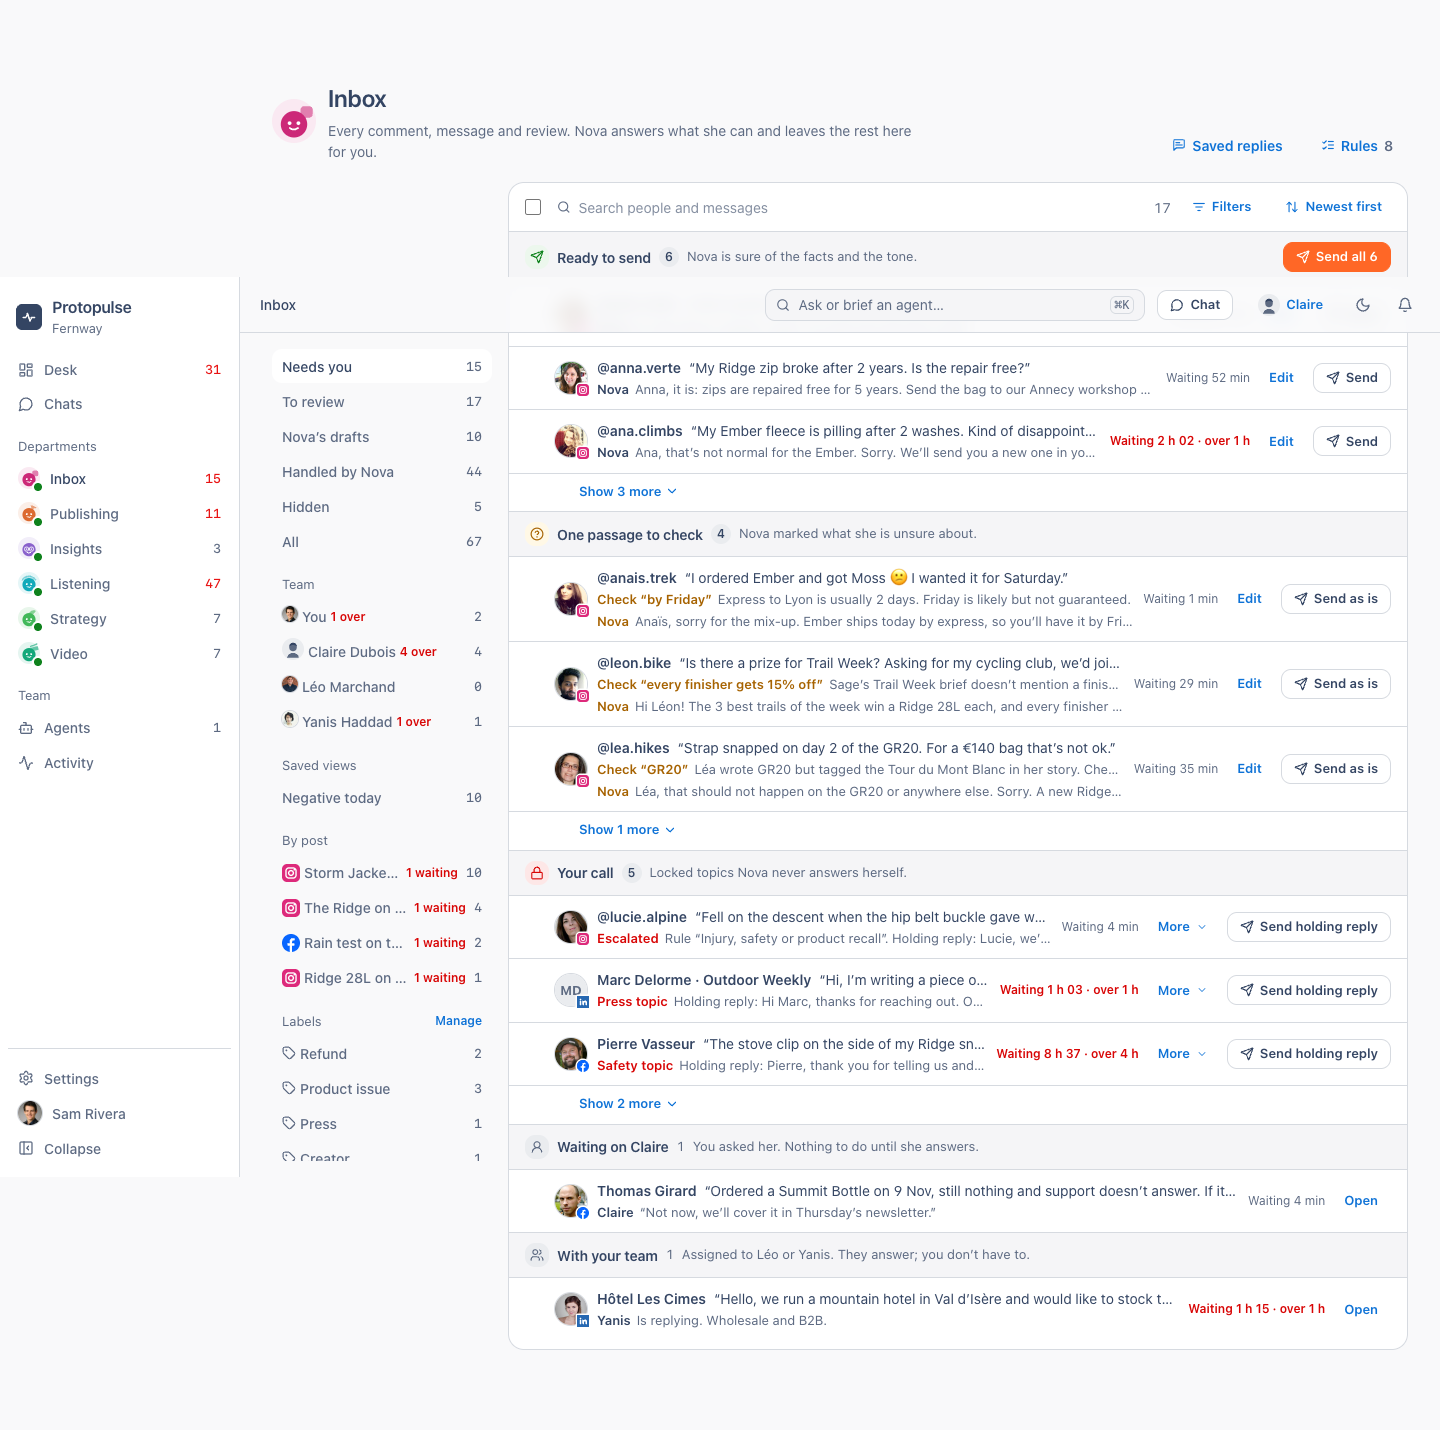 Inbox
Every comment, message and review. Nova answers what she can and leaves the rest here
for you.
Saved replies
Rules 8
Search people and messages
17
Filters
Newest first
Ready to send 6 Nova is sure of the facts and the tone.
Send all 6
Protopulse
Fernway
Desk 31
Chats
Departments
Inbox 15
Publishing 11
Insights 3
Listening 47
Strategy 7
Video 7
Team
Agents 1
Activity
Settings
Sam Rivera
Collapse
Inbox
Ask or brief an agent...
⌘K
Chat
Claire
Needs you 15
To review 17
Nova's drafts 10
Handled by Nova 44
Hidden 5
All 67
Team
You 1 over 2
Claire Dubois 4 over 4
Léo Marchand 0
Yanis Haddad 1 over 1
Saved views
Negative today 10
By post
Storm Jacke... 1 waiting 10
The Ridge on ... 1 waiting 4
Rain test on t... 1 waiting 2
Ridge 28L on ... 1 waiting 1
Labels Manage
Refund 2
Product issue 3
Press 1
Creator 1
@anna.verte “My Ridge zip broke after 2 years. Is the repair free?”
Nova Anna, it is: zips are repaired free for 5 years. Send the bag to our Annecy workshop ...
Waiting 52 min Edit Send
@ana.climbs “My Ember fleece is pilling after 2 washes. Kind of disappoint...
Nova Ana, that's not normal for the Ember. Sorry. We'll send you a new one in yo...
Waiting 2 h 02 · over 1 h Edit Send
Show 3 more
One passage to check 4 Nova marked what she is unsure about.
@anais.trek “I ordered Ember and got Moss 😕 I wanted it for Saturday.”
Check “by Friday” Express to Lyon is usually 2 days. Friday is likely but not guaranteed.
Nova Anaïs, sorry for the mix-up. Ember ships today by express, so you'll have it by Fri...
Waiting 1 min Edit Send as is
@leon.bike “Is there a prize for Trail Week? Asking for my cycling club, we'd joi...
Check “every finisher gets 15% off” Sage's Trail Week brief doesn't mention a finis...
Nova Hi Léon! The 3 best trails of the week win a Ridge 28L each, and every finisher ...
Waiting 29 min Edit Send as is
@lea.hikes “Strap snapped on day 2 of the GR20. For a €140 bag that's not ok.”
Check “GR20” Léa wrote GR20 but tagged the Tour du Mont Blanc in her story. Che...
Nova Léa, that should not happen on the GR20 or anywhere else. Sorry. A new Ridge...
Waiting 35 min Edit Send as is
Show 1 more
Your call 5 Locked topics Nova never answers herself.
@lucie.alpine “Fell on the descent when the hip belt buckle gave w...
Escalated Rule “Injury, safety or product recall”. Holding reply: Lucie, we'...
Waiting 4 min More Send holding reply
MD
Marc Delorme · Outdoor Weekly “Hi, I'm writing a piece o...
Press topic Holding reply: Hi Marc, thanks for reaching out. O...
Waiting 1 h 03 · over 1 h More Send holding reply
Pierre Vasseur “The stove clip on the side of my Ridge sn...
Safety topic Holding reply: Pierre, thank you for telling us and...
Waiting 8 h 37 · over 4 h More Send holding reply
Show 2 more
Waiting on Claire 1 You asked her. Nothing to do until she answers.
Thomas Girard “Ordered a Summit Bottle on 9 Nov, still nothing and support doesn't answer. If it...
Claire “Not now, we'll cover it in Thursday's newsletter.”
Waiting 4 min Open
With your team 1 Assigned to Léo or Yanis. They answer; you don't have to.
Hôtel Les Cimes “Hello, we run a mountain hotel in Val d'Isère and would like to stock t...
Yanis Is replying. Wholesale and B2B.
Waiting 1 h 15 · over 1 h Open